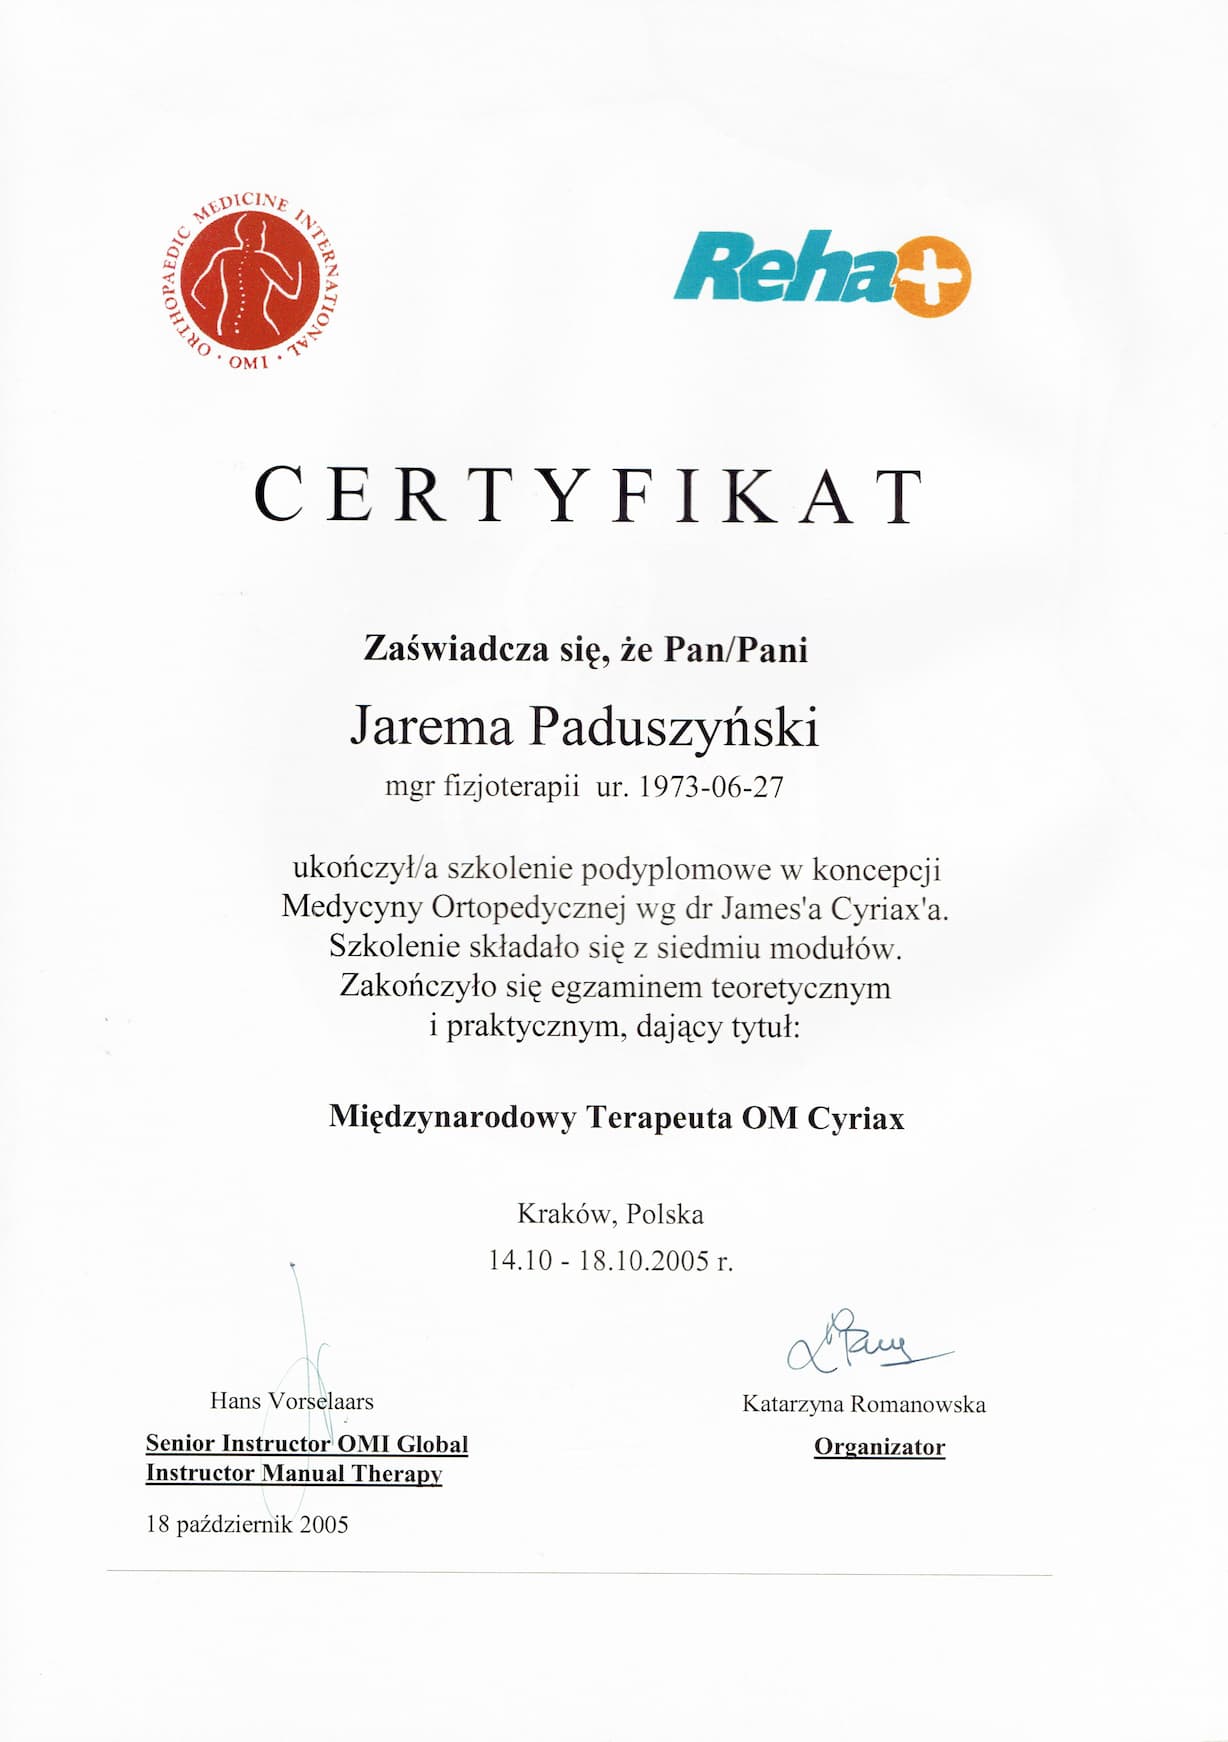 ORTHOPAEDIC MEDICINE INTERNATIONAL
· OMI ·
Reha+
CERTYFIKAT
Zaświadcza się, że Pan/Pani
Jarema Paduszyński
mgr fizjoterapii ur. 1973-06-27
ukończył/a szkolenie podyplomowe w koncepcji
Medycyny Ortopedycznej wg dr James'a Cyriax'a.
Szkolenie składało się z siedmiu modułów.
Zakończyło się egzaminem teoretycznym
i praktycznym, dający tytuł:
Międzynarodowy Terapeuta OM Cyriax
Kraków, Polska
14.10 - 18.10.2005 r.
Hans Vorselaars
Senior Instructor OMI Global
Instructor Manual Therapy
18 październik 2005
Katarzyna Romanowska
Organizator